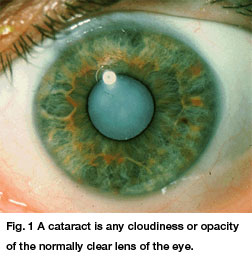 Fig. 1 A cataract is any cloudiness or opacity
of the normally clear lens of the eye.